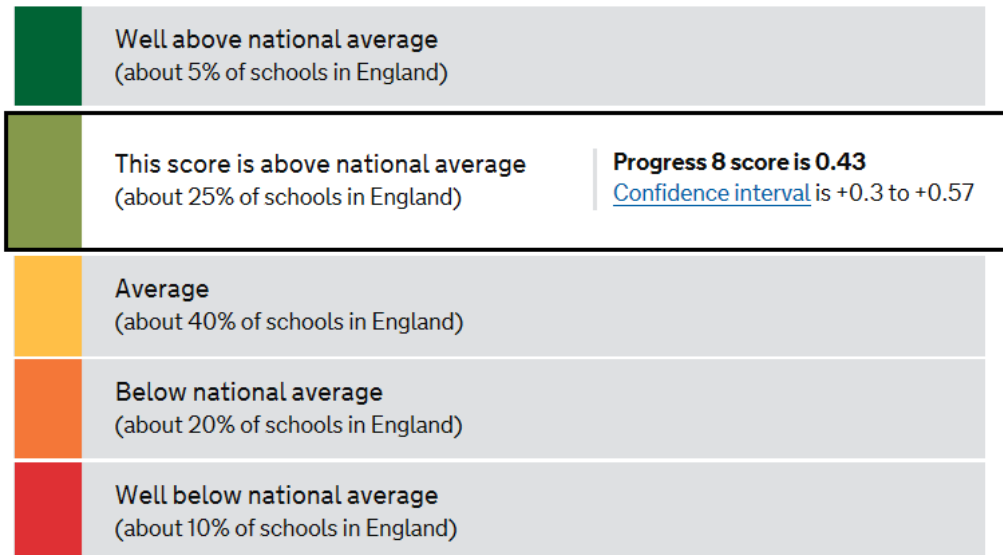 Well above national average
(about 5% of schools in England)
This score is above national average
(about 25% of schools in England)
Progress 8 score is 0.43
Confidence interval is +0.3 to +0.57
Average
(about 40% of schools in England)
Below national average
(about 20% of schools in England)
Well below national average
(about 10% of schools in England)